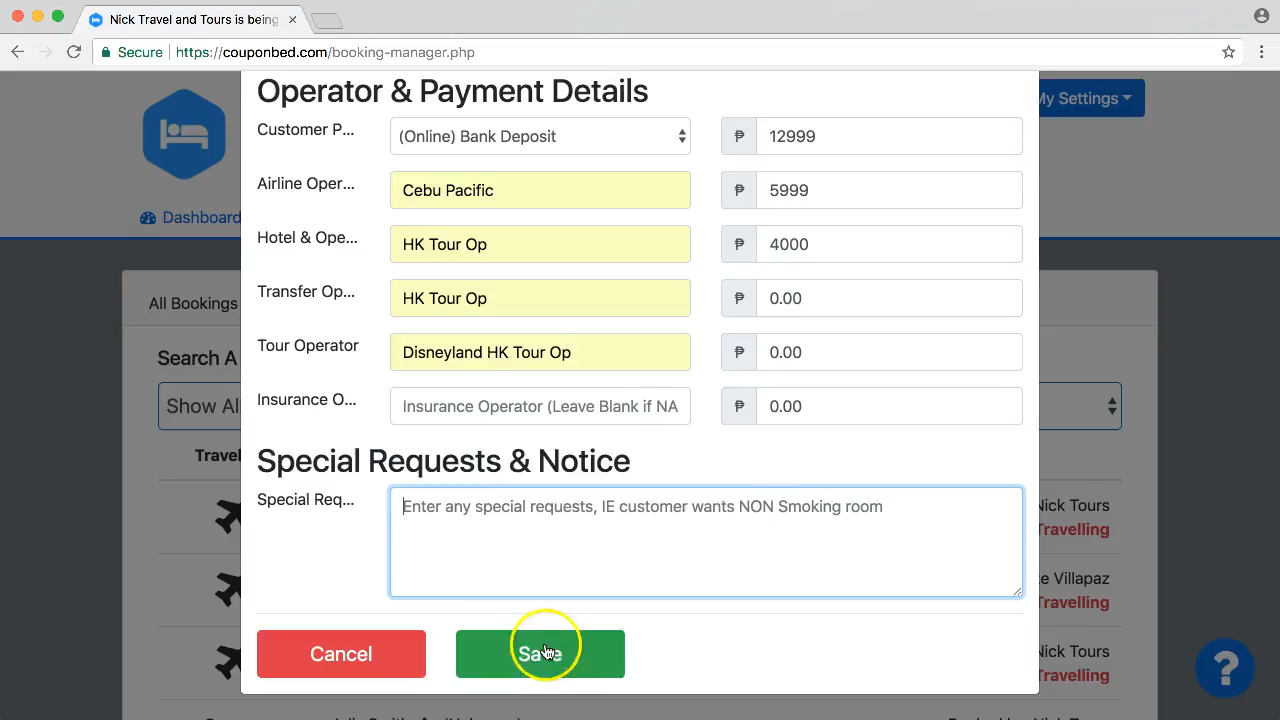 Nick Travel and Tours is being
Secure https://couponbed.com/booking-manager.php
My Settings
Dashboard
Operator & Payment Details
Customer P... (Online) Bank Deposit ₱ 12999
Airline Oper... Cebu Pacific ₱ 5999
Hotel & Ope... HK Tour Op ₱ 4000
Transfer Op... HK Tour Op ₱ 0.00
Tour Operator Disneyland HK Tour Op ₱ 0.00
Insurance O... Insurance Operator (Leave Blank if NA ₱ 0.00
All Bookings
Search A
Show All
Special Requests & Notice
Special Req... Enter any special requests, IE customer wants NON Smoking room
Nick Tours
Travelling
Villapaz
Travelling
Nick Tours
Travelling
Cancel Save
?